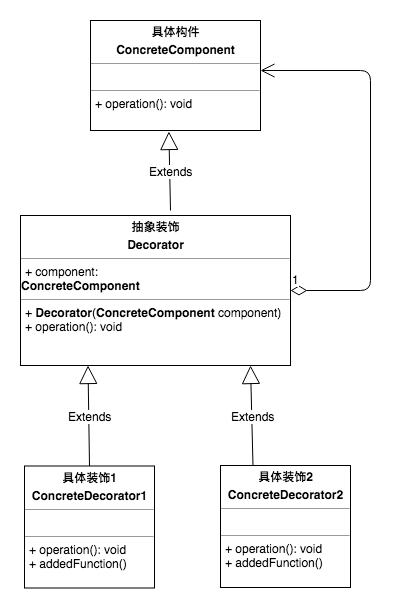 具体构件
ConcreteComponent
+ operation(): void
Extends
抽象装饰
Decorator
+ component:
ConcreteComponent
1
+ Decorator(ConcreteComponent component)
+ operation(): void
Extends
Extends
具体装饰1
ConcreteDecorator1
+ operation(): void
+ addedFunction()
具体装饰2
ConcreteDecorator2
+ operation(): void
+ addedFunction()